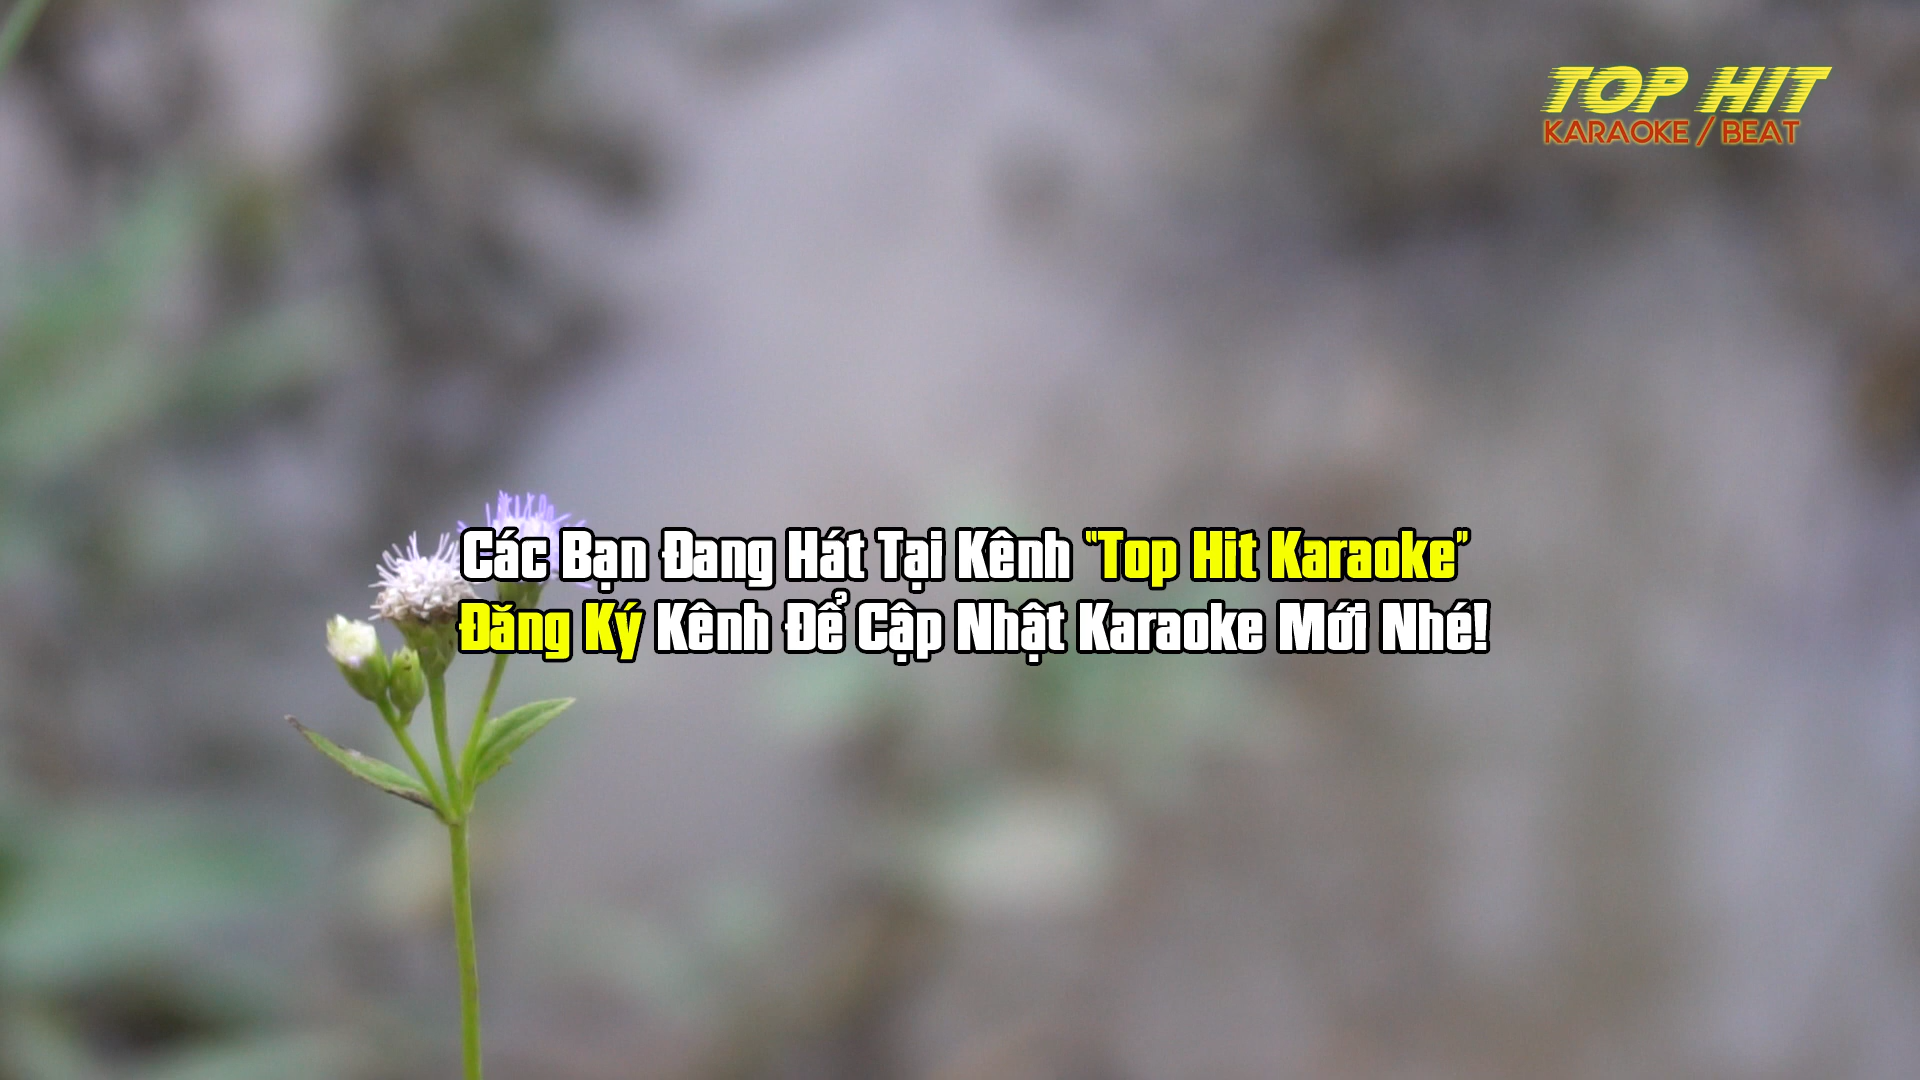 TOP HIT
KARAOKE / BEAT
Các Bạn Đang Hát Tại Kênh "Top Hit Karaoke"
Đăng Ký Kênh Để Cập Nhật Karaoke Mới Nhé!